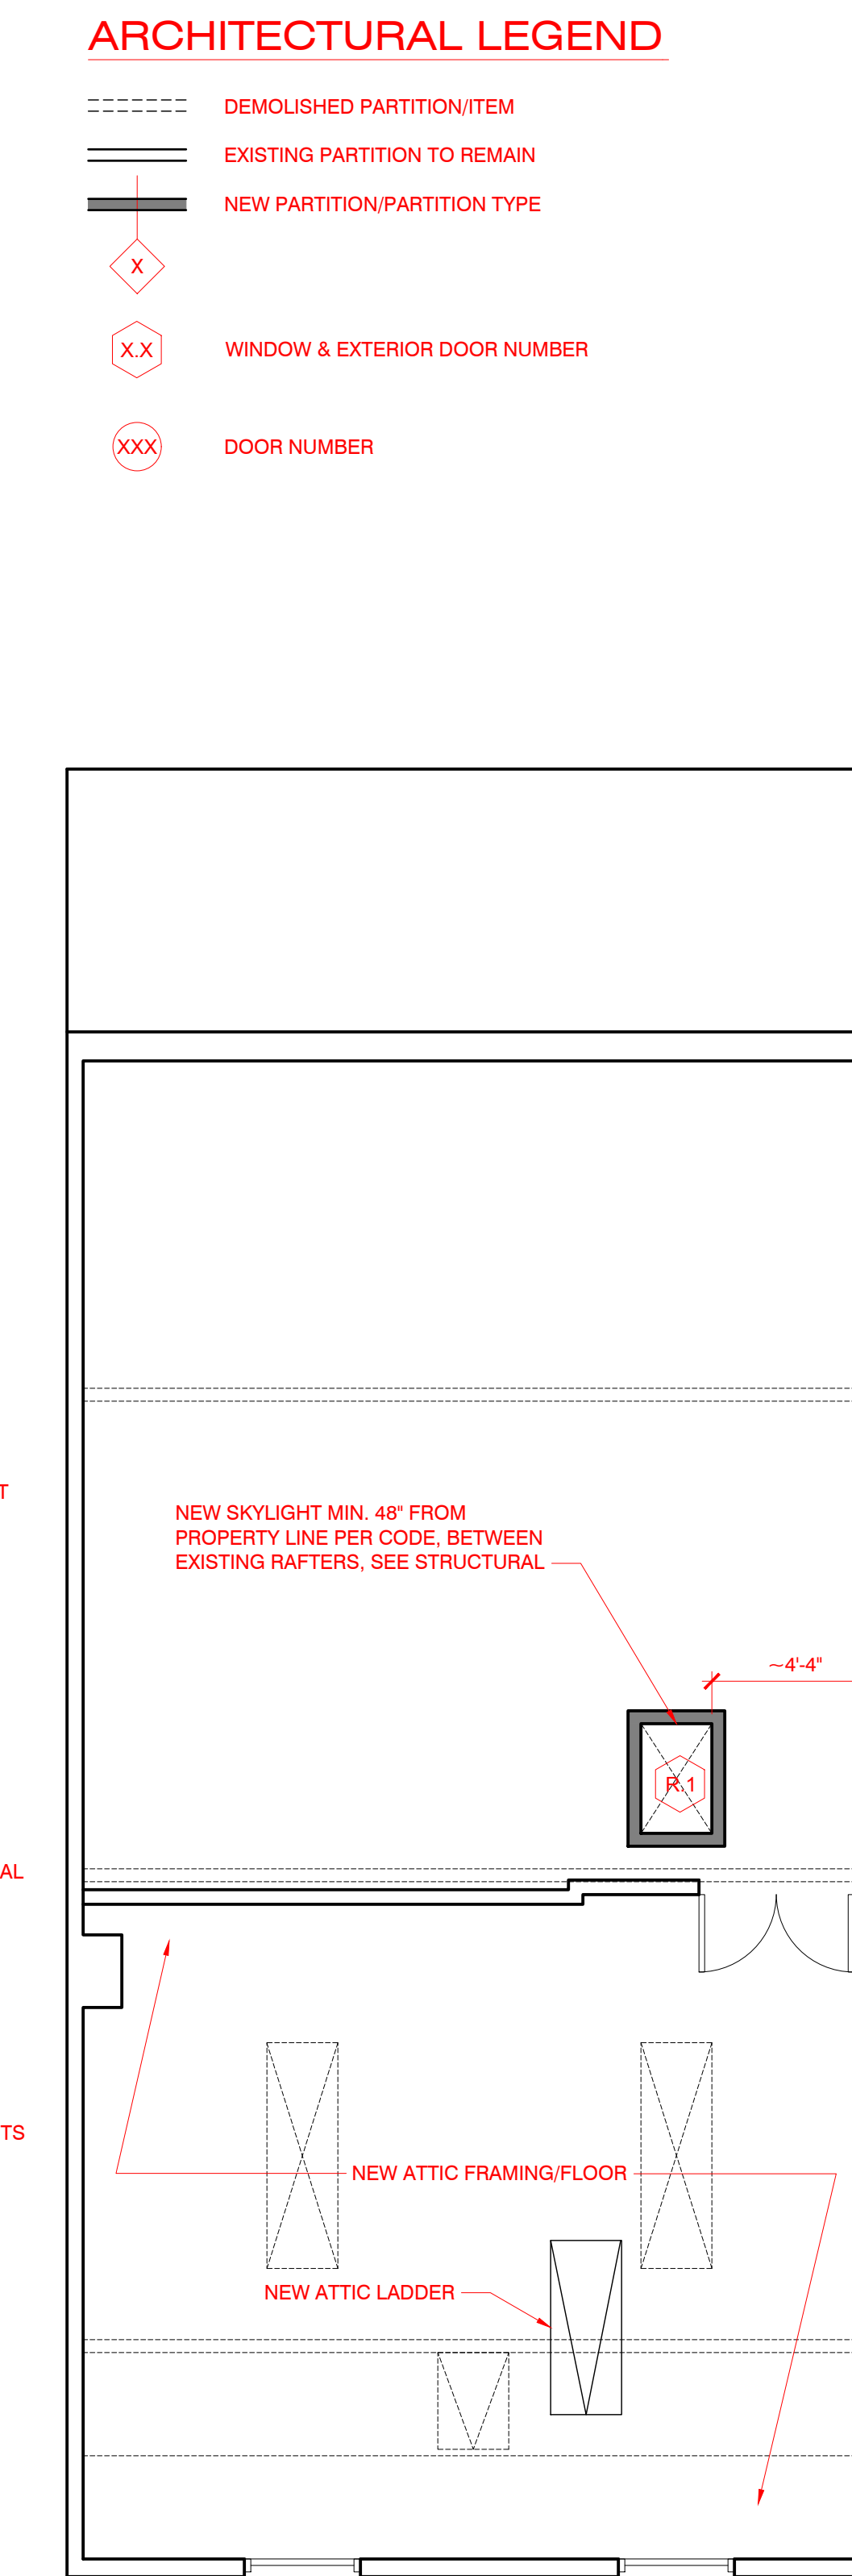 ARCHITECTURAL LEGEND
DEMOLISHED PARTITION/ITEM
EXISTING PARTITION TO REMAIN
NEW PARTITION/PARTITION TYPE
X
X.X
WINDOW & EXTERIOR DOOR NUMBER
XXX
DOOR NUMBER
T
NEW SKYLIGHT MIN. 48" FROM
PROPERTY LINE PER CODE, BETWEEN
EXISTING RAFTERS, SEE STRUCTURAL
~4'-4"
R.1
AL
TS
NEW ATTIC FRAMING/FLOOR
NEW ATTIC LADDER